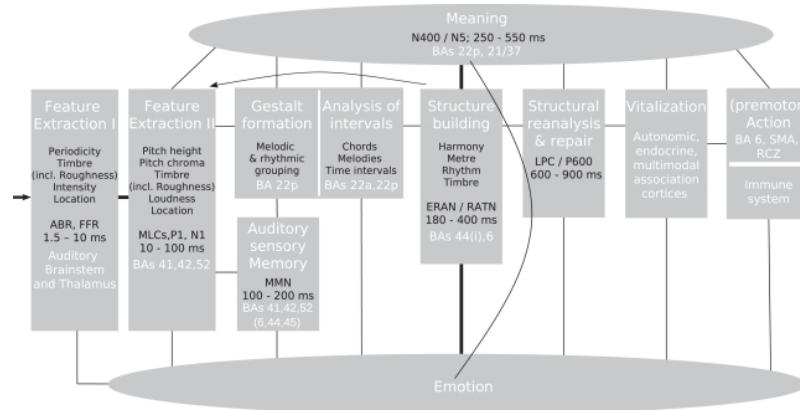 Meaning
N400 / N5; 250 - 550 ms
BAs 22p, 21/37
Feature
Extraction I
Periodicity
Timbre
(incl. Roughness)
Intensity
Location
ABR, FFR
1.5 – 10 ms
Auditory
Brainstem
and Thalamus
Feature
Extraction II
Pitch height
Pitch chroma
Timbre
(incl. Roughness)
Loudness
Location
MLCs,P1, N1
10 - 100 ms
BAs 41,42,52
Gestalt
formation
Melodic
& rhythmic
grouping
BA 22p
Auditory
sensory
Memory
MMN
100 - 200 ms
BAs 41,42,52
(6,44,45)
Analysis of
intervals
Chords
Melodies
Time intervals
BAs 22a,22p
Structure
building
Harmony
Metre
Rhythm
Timbre
ERAN / RATN
180 - 400 ms
BAs 44(i),6
Structural
reanalysis
& repair
LPC / P600
600 - 900 ms
Vitalization
Autonomic,
endocrine,
multimodal
association
cortices
(premotor)
Action
BA 6, SMA,
RCZ
Immune
system
Emotion